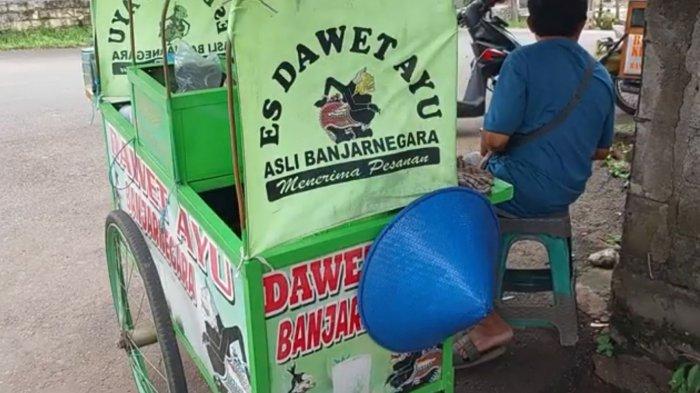 ES DAWET AYU
ASLI BANJARNEGARA
Menerima Pesanan
DAWET AYU
BANJARNEGARA
DAWET
BANJAR